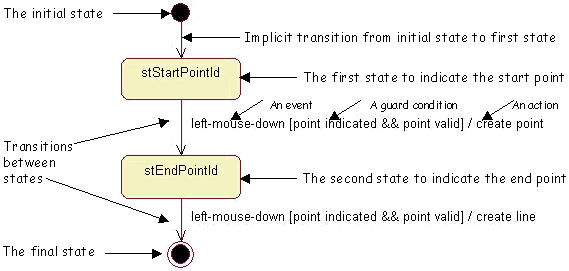 The initial state
Implicit transition from initial state to first state
stStartPointId
The first state to indicate the start point
An event
A guard condition
An action
left-mouse-down [point indicated && point valid] / create point
Transitions
between
states
stEndPointId
The second state to indicate the end point
left-mouse-down [point indicated && point valid] / create line
The final state